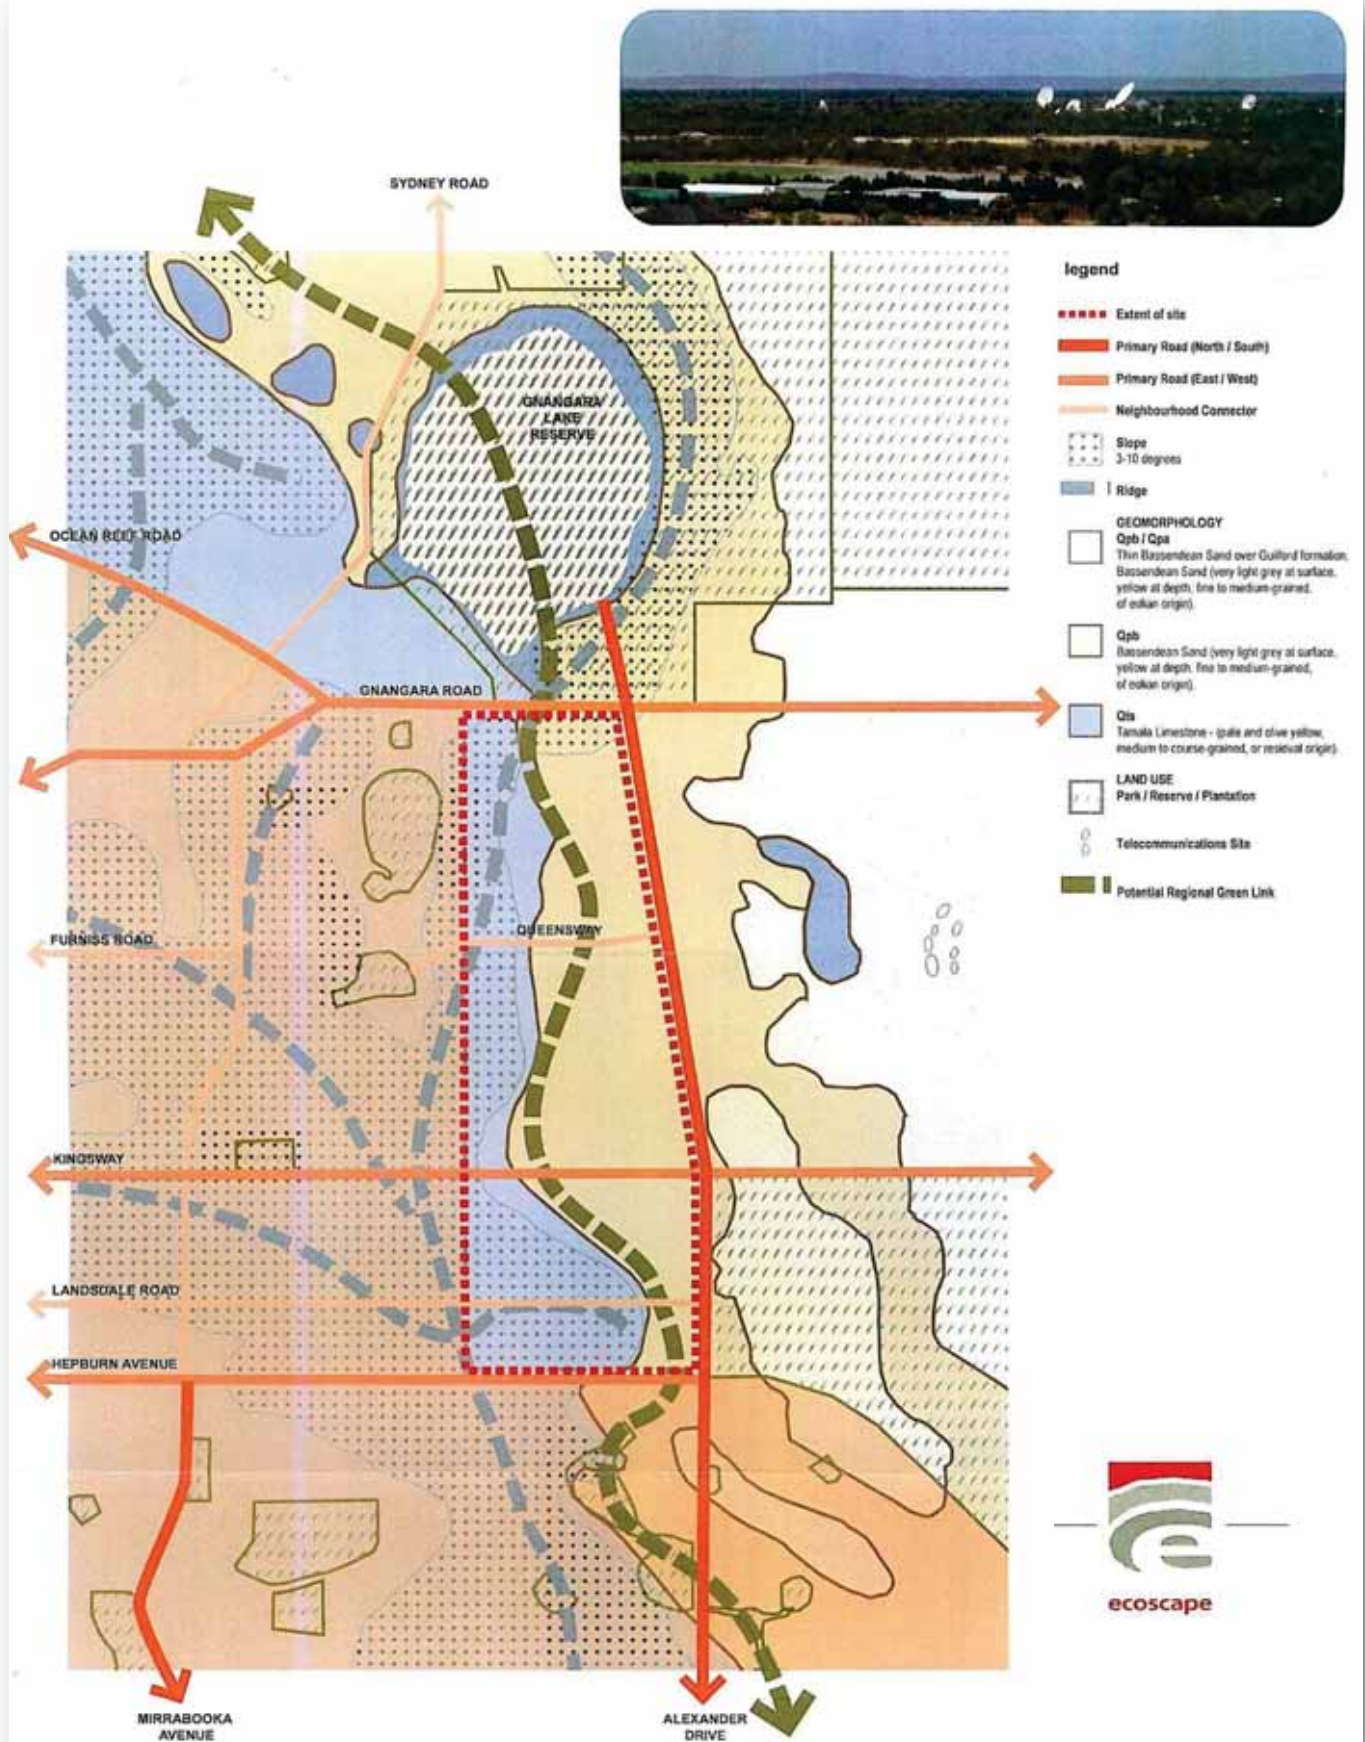 SYDNEY ROAD
GNANGARA
LAKE
RESERVE
OCEAN REEF ROAD
GNANGARA ROAD
QUEENSWAY
FURNISS ROAD
KINGSWAY
LANDSDALE ROAD
HEPBURN AVENUE
MIRRABOOKA
AVENUE
ALEXANDER
DRIVE
legend
Extent of site
Primary Road (North / South)
Primary Road (East / West)
Neighbourhood Connector
Slope
3-10 degrees
Ridge
GEOMORPHOLOGY
Qpb / Qpa
Thin Bassendean Sand over Guilford formation.
Bassendean Sand (very light grey at surface,
yellow at depth, fine to medium-grained,
of eolian origin).
Qpb
Bassendean Sand (very light grey at surface,
yellow at depth, fine to medium-grained,
of eolian origin).
Qls
Tamala Limestone - (pale and olive yellow,
medium to course-grained, or residual origin).
LAND USE
Park / Reserve / Plantation
Telecommunications Site
Potential Regional Green Link
ecoscape